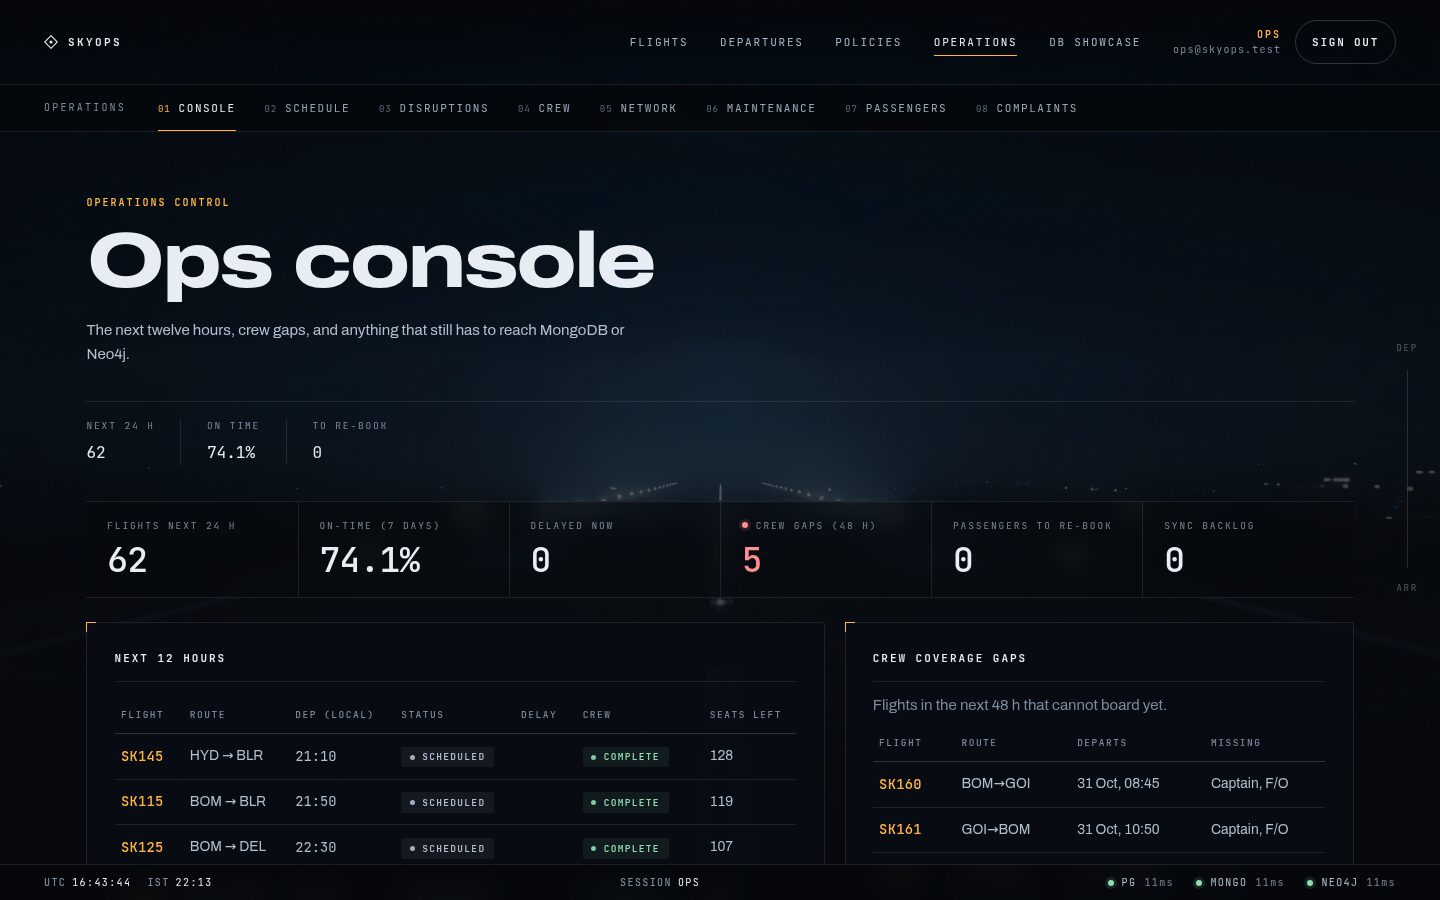 SKYOPS
FLIGHTS DEPARTURES POLICIES OPERATIONS DB SHOWCASE
OPS
ops@skyops.test
SIGN OUT
OPERATIONS 01 CONSOLE 02 SCHEDULE 03 DISRUPTIONS 04 CREW 05 NETWORK 06 MAINTENANCE 07 PASSENGERS 08 COMPLAINTS
OPERATIONS CONTROL
Ops console
The next twelve hours, crew gaps, and anything that still has to reach MongoDB or
Neo4j.
DEP
NEXT 24 H ON TIME TO RE-BOOK
62 74.1% 0
FLIGHTS NEXT 24 H ON-TIME (7 DAYS) DELAYED NOW CREW GAPS (48 H) PASSENGERS TO RE-BOOK SYNC BACKLOG
62 74.1% 0 5 0 0
ARR
NEXT 12 HOURS
FLIGHT ROUTE DEP (LOCAL) STATUS DELAY CREW SEATS LEFT
SK145 HYD → BLR 21:10 SCHEDULED COMPLETE 128
SK115 BOM → BLR 21:50 SCHEDULED COMPLETE 119
SK125 BOM → DEL 22:30 SCHEDULED COMPLETE 107
CREW COVERAGE GAPS
Flights in the next 48 h that cannot board yet.
FLIGHT ROUTE DEPARTS MISSING
SK160 BOM→GOI 31 Oct, 08:45 Captain, F/O
SK161 GOI→BOM 31 Oct, 10:50 Captain, F/O
UTC 16:43:44 IST 22:13 SESSION OPS PG 11ms MONGO 11ms NEO4J 11ms